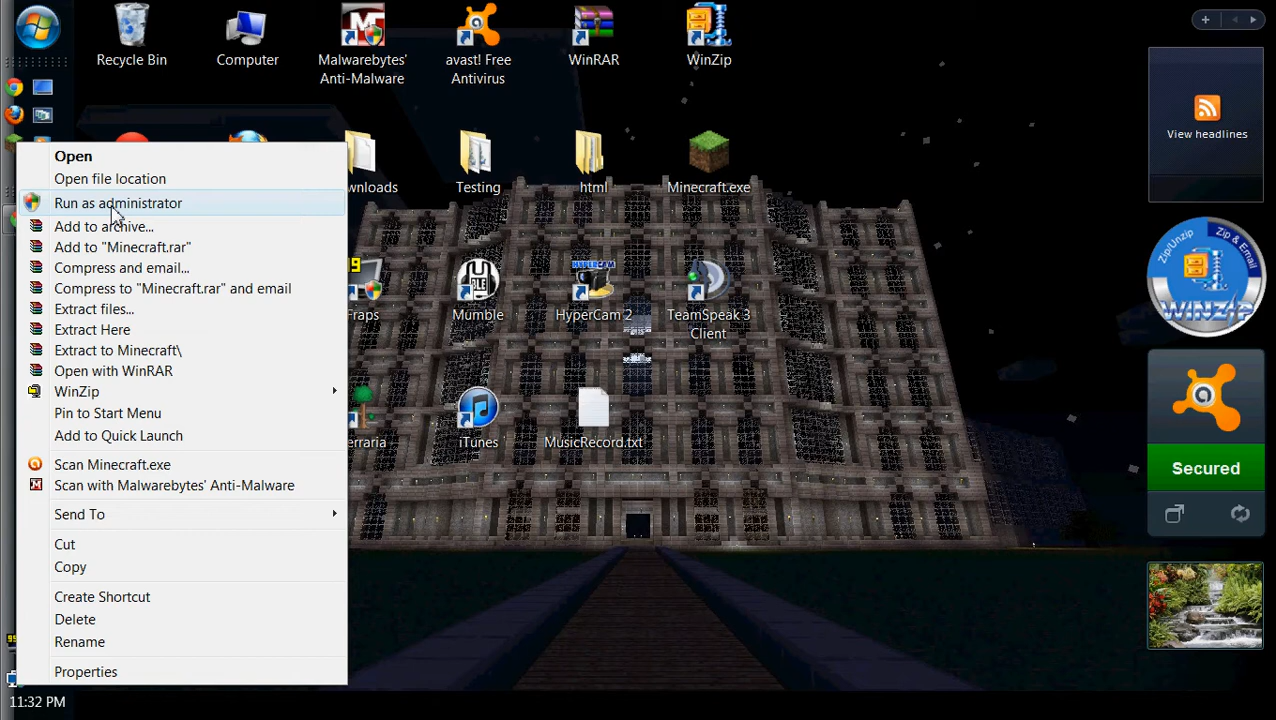 Recycle Bin
Computer
Malwarebytes'
Anti-Malware
avast! Free
Antivirus
WinRAR
WinZip
wnloads
Testing
html
Minecraft.exe
Fraps
Mumble
HyperCam 2
TeamSpeak 3
Client
erraria
iTunes
MusicRecord.txt
Open
Open file location
Run as administrator
Add to archive...
Add to "Minecraft.rar"
Compress and email...
Compress to "Minecraft.rar" and email
Extract files...
Extract Here
Extract to Minecraft\
Open with WinRAR
WinZip
Pin to Start Menu
Add to Quick Launch
Scan Minecraft.exe
Scan with Malwarebytes' Anti-Malware
Send To
Cut
Copy
Create Shortcut
Delete
Rename
Properties
11:32 PM
View headlines
Zip/Unzip
Zip & Email
WINZIP
Secured